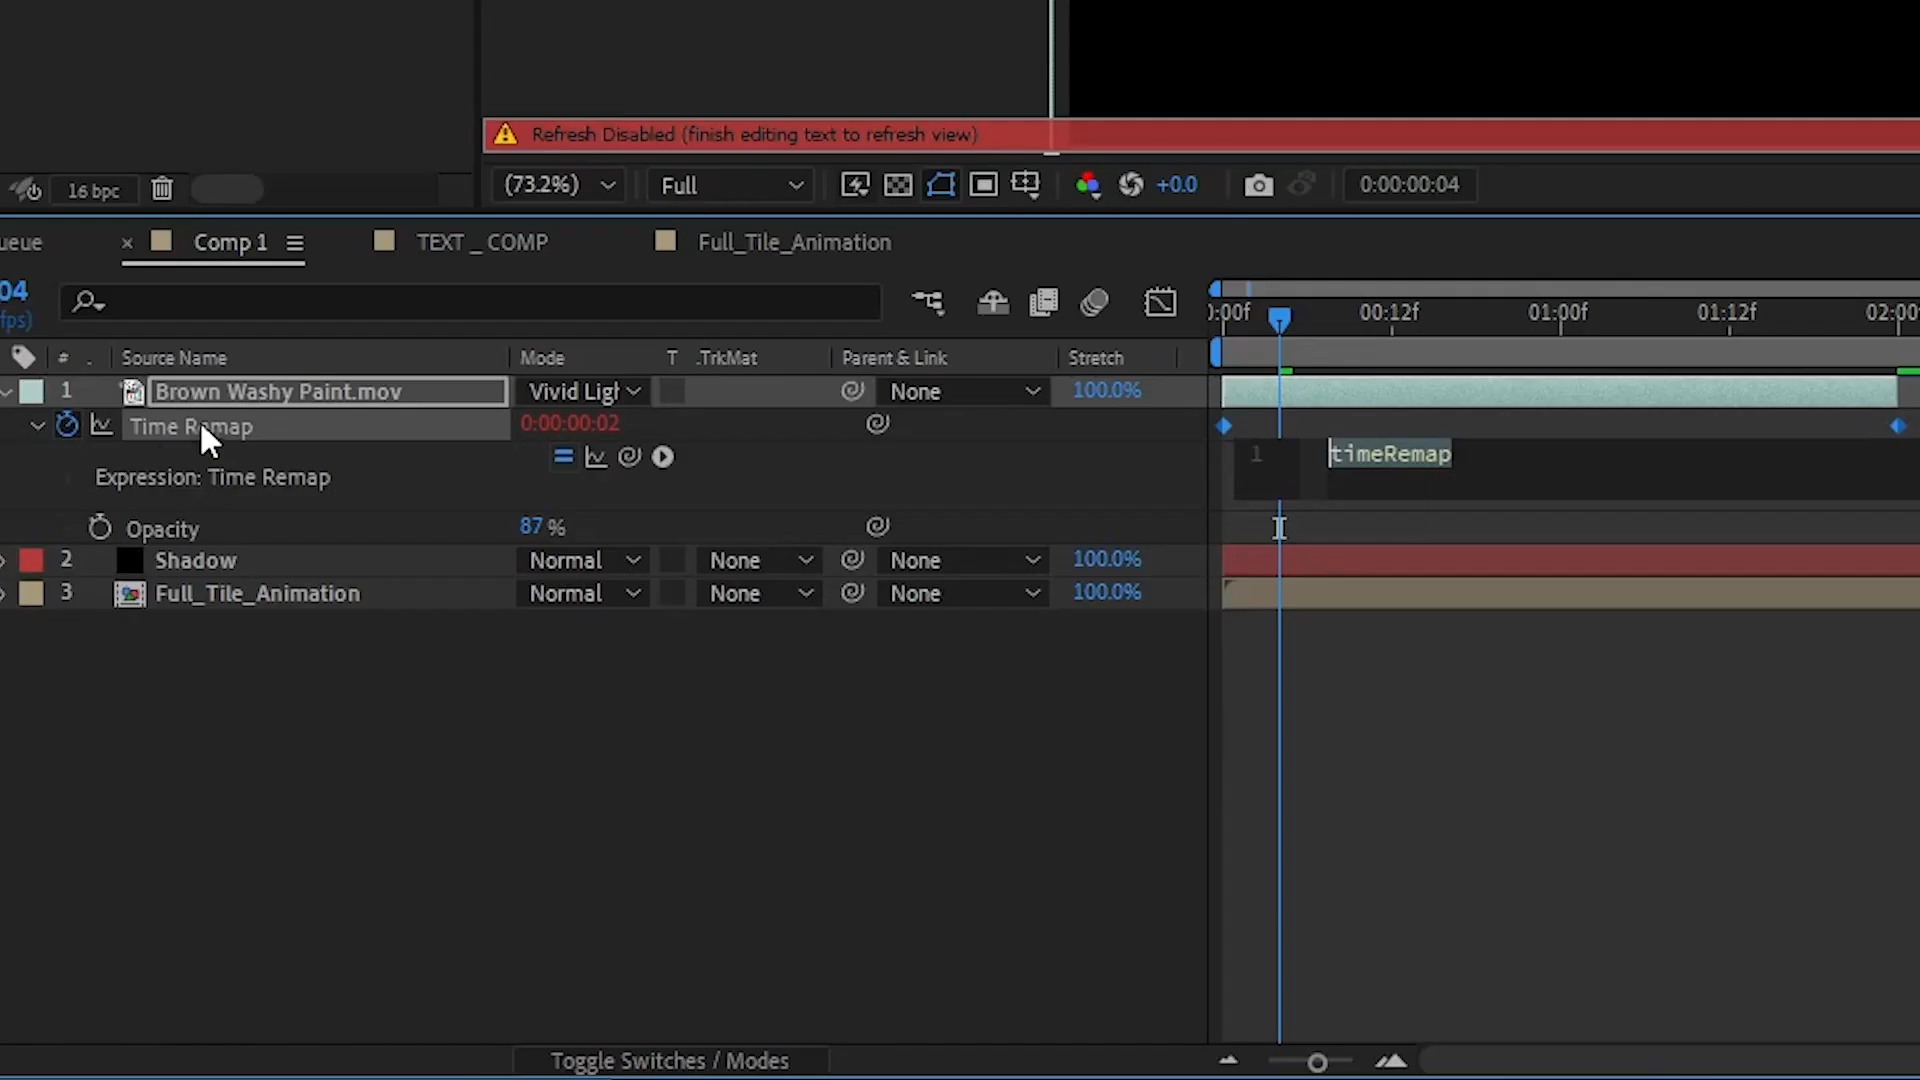 Refresh Disabled (finish editing text to refresh view)
16 bpc
(73.2%)
Full
+0.0
0:00:00:04
ueue
× Comp 1
TEXT _ COMP
Full_Tile_Animation
04
fps)
):00f
00:12f
01:00f
01:12f
02:00
# . Source Name Mode T .TrkMat Parent & Link Stretch
1 Brown Washy Paint.mov Vivid Ligh None 100.0%
Time Remap 0:00:00:02
1 timeRemap
Expression: Time Remap
Opacity 87 %
2 Shadow Normal None None 100.0%
3 Full_Tile_Animation Normal None None 100.0%
Toggle Switches / Modes